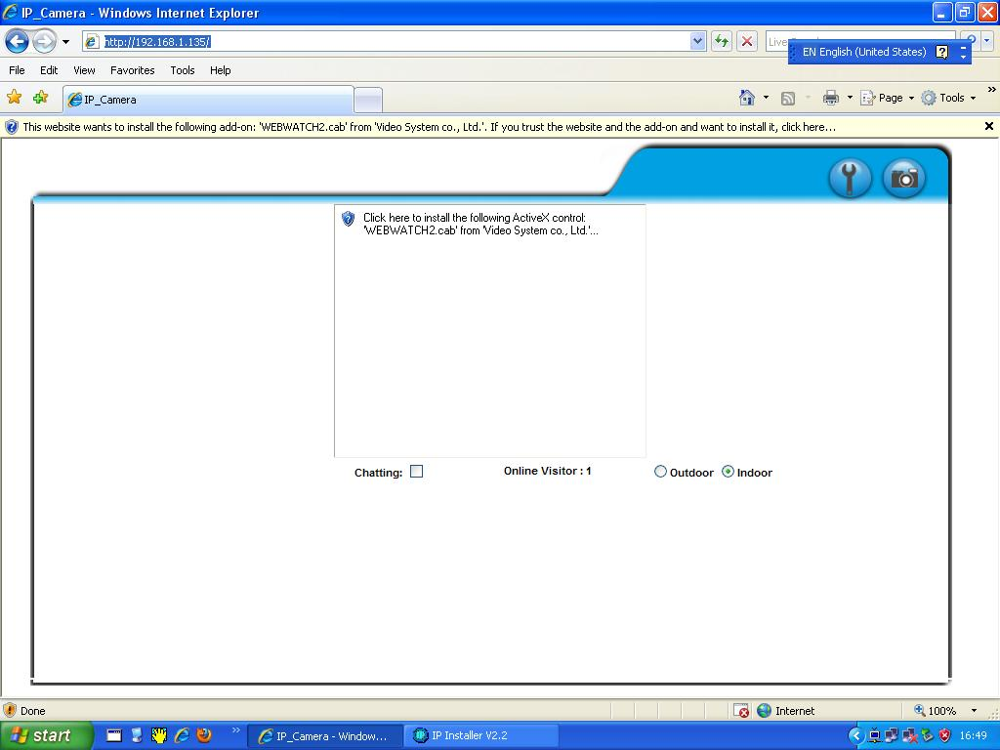 IP_Camera - Windows Internet Explorer
http://192.168.1.135/
Live
EN English (United States)
File Edit View Favorites Tools Help
IP_Camera
Page Tools
This website wants to install the following add-on: 'WEBWATCH2.cab' from 'Video System co., Ltd.'. If you trust the website and the add-on and want to install it, click here...
Click here to install the following ActiveX control:
'WEBWATCH2.cab' from 'Video System co., Ltd.'...
Chatting: Online Visitor : 1 Outdoor Indoor
Done Internet 100%
start IP_Camera - Window... IP Installer V2.2 16:49